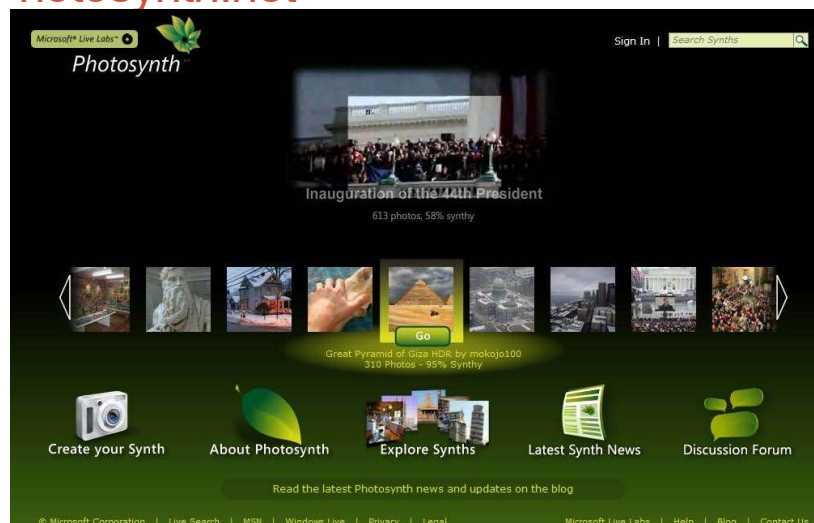 Photosynth.net
Microsoft® Live Labs™
Photosynth™
Sign In | Search Synths
Inauguration of the 44th President
613 photos, 58% synthy
Go
Great Pyramid of Giza HDR by mokojo100
310 Photos - 95% Synthy
Create your Synth About Photosynth Explore Synths Latest Synth News Discussion Forum
Read the latest Photosynth news and updates on the blog
© Microsoft Corporation | Live Search | MSN | Windows Live | Privacy | Legal Microsoft Live Labs | Help | Blog | Contact Us